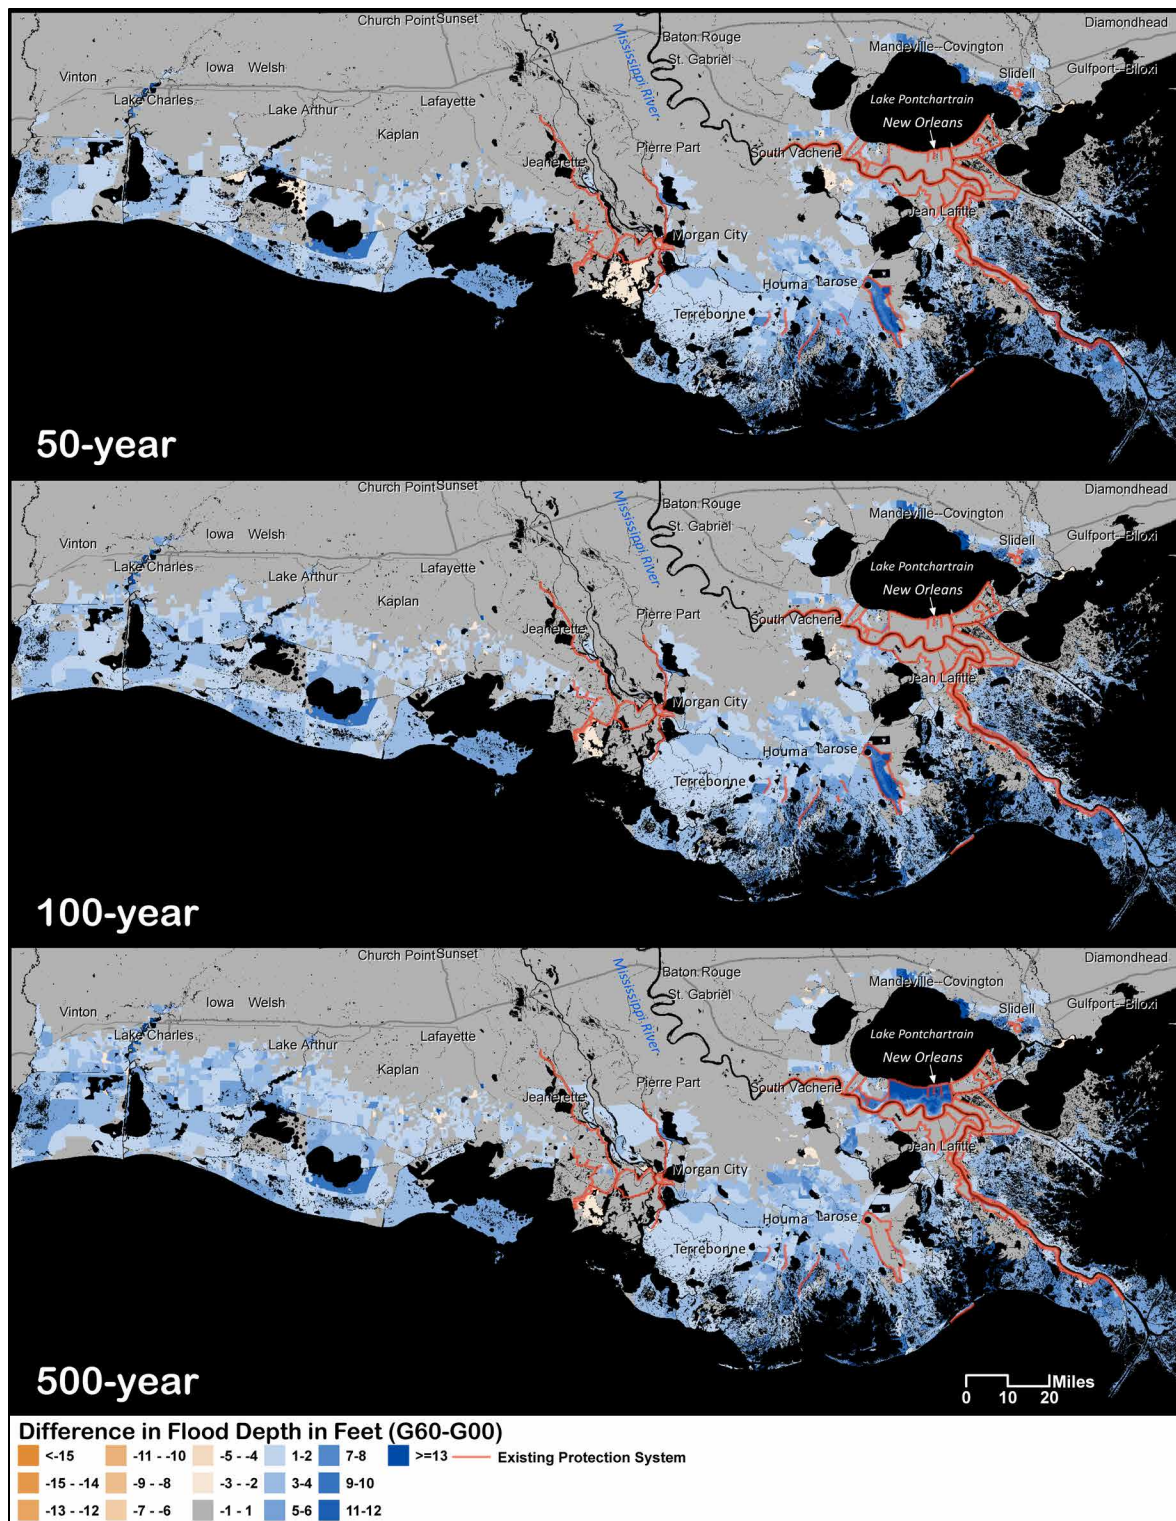 Church Point Sunset
Diamondhead
Baton Rouge
Mandeville--Covington
St. Gabriel
Mississippi River
Iowa Welsh
Gulfport--Biloxi
Vinton
Slidell
Lake Charles
Lake Arthur
Lafayette
Lake Pontchartrain
New Orleans
Kaplan
Pierre Part
South Vacherie
Jeanerette
Jean Lafitte
Morgan City
Houma
Larose
Terrebonne
50-year
Church Point Sunset
Diamondhead
Baton Rouge
Mandeville--Covington
St. Gabriel
Mississippi River
Iowa Welsh
Gulfport--Biloxi
Vinton
Slidell
Lake Charles
Lake Arthur
Lafayette
Lake Pontchartrain
New Orleans
Kaplan
Pierre Part
South Vacherie
Jeanerette
Jean Lafitte
Morgan City
Houma
Larose
Terrebonne
100-year
Church Point Sunset
Diamondhead
Baton Rouge
Mandeville--Covington
St. Gabriel
Mississippi River
Iowa Welsh
Gulfport--Biloxi
Vinton
Slidell
Lake Charles
Lake Arthur
Lafayette
Lake Pontchartrain
New Orleans
Kaplan
Pierre Part
South Vacherie
Jeanerette
Jean Lafitte
Morgan City
Houma
Larose
Terrebonne
500-year
Miles
0 10 20
Difference in Flood Depth in Feet (G60-G00)
<-15 -11 - -10 -5 - -4 1-2 7-8 >=13 Existing Protection System
-15 - -14 -9 - -8 -3 - -2 3-4 9-10
-13 - -12 -7 - -6 -1 - 1 5-6 11-12